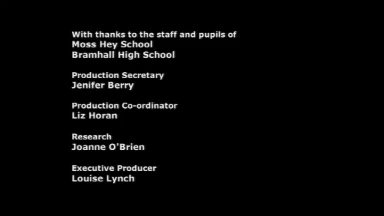 With thanks to the staff and pupils of
Moss Hey School
Bramhall High School
Production Secretary
Jenifer Berry
Production Co-ordinator
Liz Horan
Research
Joanne O'Brien
Executive Producer
Louise Lynch